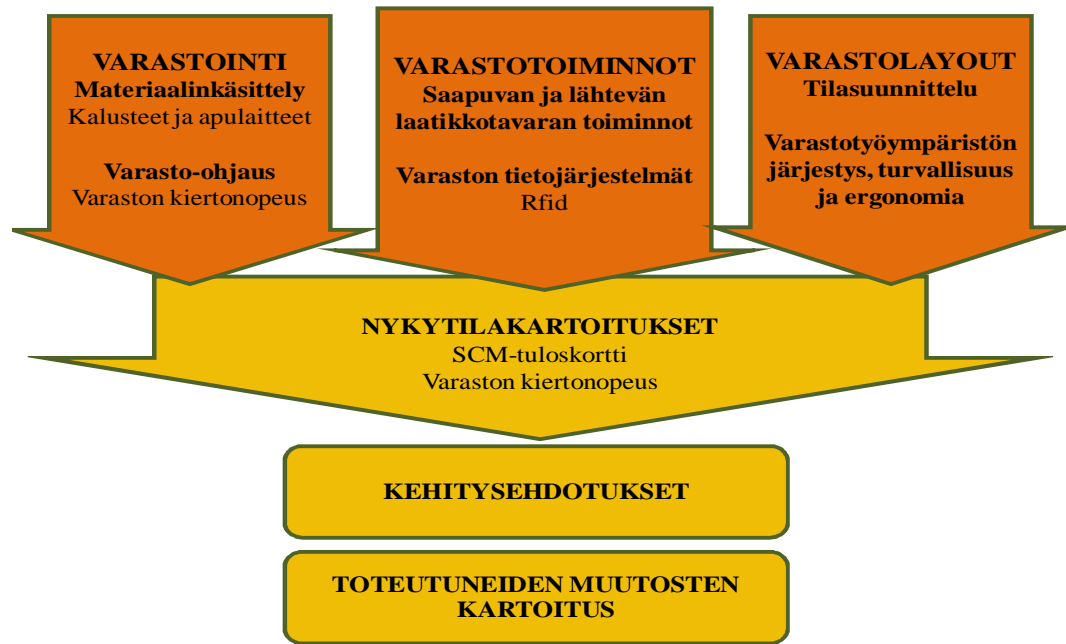 VARASTOINTI
Materiaalinkäsittely
Kalusteet ja apulaitteet
Varasto-ohjaus
Varaston kiertonopeus
VARASTOTOIMINNOT
Saapuvan ja lähtevän
laatikkotavaran toiminnot
Varaston tietojärjestelmät
Rfid
VARASTOLAYOUT
Tilasuunnittelu
Varastotyöympäristön
järjestys, turvallisuus
ja ergonomia
NYKYTILAKARTOITUKSET
SCM-tuloskortti
Varaston kiertonopeus
KEHITYSEHDOTUKSET
TOTEUTUNEIDEN MUUTOSTEN
KARTOITUS